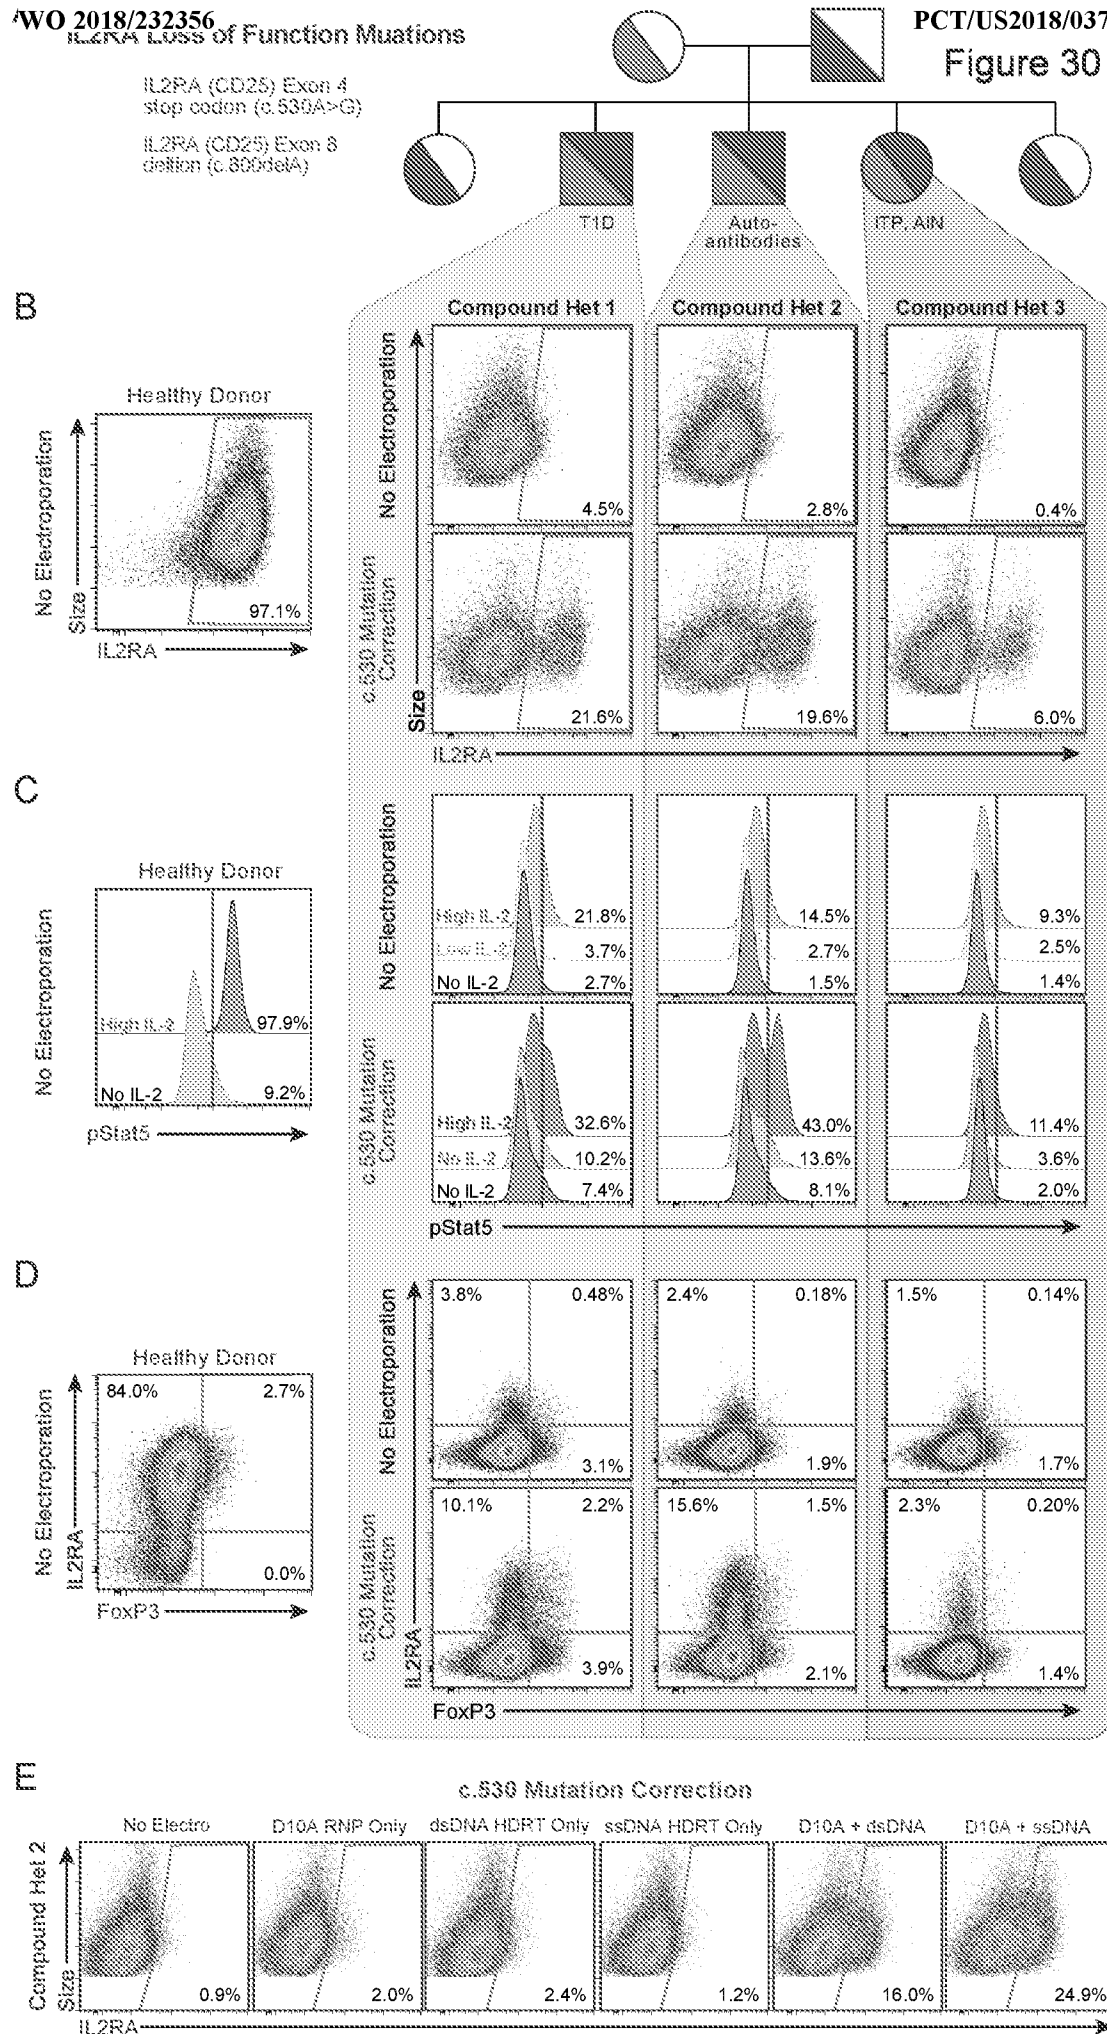 WO 2018/232356
PCT/US2018/037
IL2RA Loss of Function Muations
Figure 30
IL2RA (CD25) Exon 4
stop codon (c.530A>G)
IL2RA (CD25) Exon 8
deltion (c.800delA)
T1D
Auto-
antibodies
ITP, AIN
B
Compound Het 1
Compound Het 2
Compound Het 3
Healthy Donor
No Electroporation
Size
97.1%
IL2RA
No Electroporation
4.5%
2.8%
0.4%
c.530 Mutation
Correction
Size
21.6%
19.6%
6.0%
IL2RA
C
Healthy Donor
No Electroporation
High IL-2
97.9%
No IL-2
9.2%
pStat5
No Electroporation
High IL-2
21.8%
14.5%
9.3%
Low IL-2
3.7%
2.7%
2.5%
No IL-2
2.7%
1.5%
1.4%
c.530 Mutation
Correction
High IL-2
32.6%
43.0%
11.4%
No IL-2
10.2%
13.6%
3.6%
No IL-2
7.4%
8.1%
2.0%
pStat5
D
Healthy Donor
No Electroporation
IL2RA
84.0%
2.7%
0.0%
FoxP3
No Electroporation
3.8%
0.48%
2.4%
0.18%
1.5%
0.14%
3.1%
1.9%
1.7%
c.530 Mutation
Correction
IL2RA
10.1%
2.2%
15.6%
1.5%
2.3%
0.20%
3.9%
2.1%
1.4%
FoxP3
E
c.530 Mutation Correction
No Electro
D10A RNP Only
dsDNA HDRT Only
ssDNA HDRT Only
D10A + dsDNA
D10A + ssDNA
Compound Het 2
Size
0.9%
2.0%
2.4%
1.2%
16.0%
24.9%
IL2RA